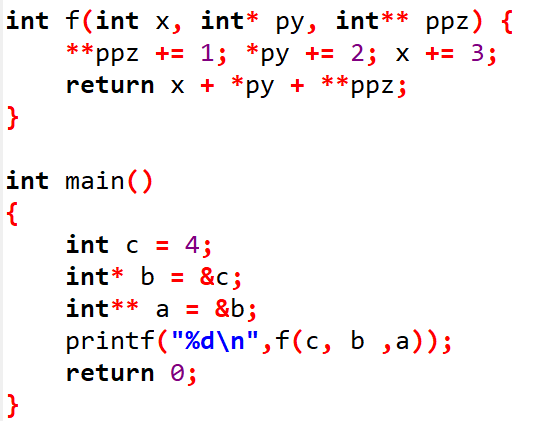 int f(int x, int* py, int** ppz) {
    **ppz += 1; *py += 2; x += 3;
    return x + *py + **ppz;
}
int main()
{
    int c = 4;
    int* b = &c;
    int** a = &b;
    printf("%d\n",f(c, b ,a));
    return 0;
}